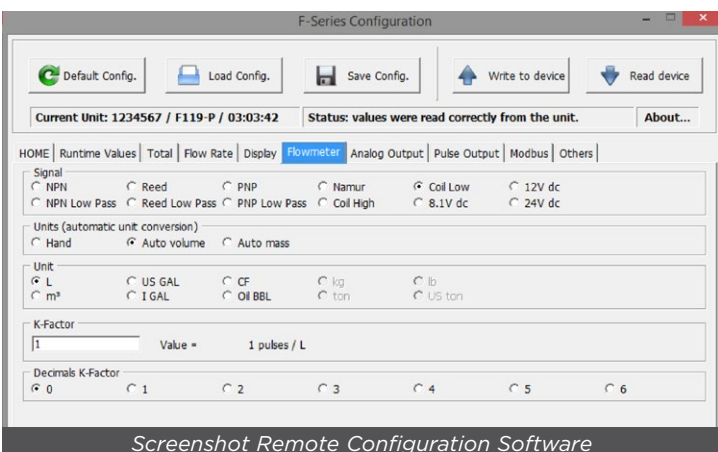 F-Series Configuration
Default Config. Load Config. Save Config. Write to device Read device
Current Unit: 1234567 / F119-P / 03:03:42 Status: values were read correctly from the unit. About...
HOME Runtime Values Total Flow Rate Display Flowmeter Analog Output Pulse Output Modbus Others
Signal
NPN Reed PNP Namur Coil Low 12V dc
NPN Low Pass Reed Low Pass PNP Low Pass Coil High 8.1V dc 24V dc
Units (automatic unit conversion)
Hand Auto volume Auto mass
Unit
L US GAL CF kg lb
m³ I GAL Oil BBL ton US ton
K-Factor
1 Value = 1 pulses / L
Decimals K-Factor
0 1 2 3 4 5 6
Screenshot Remote Configuration Software